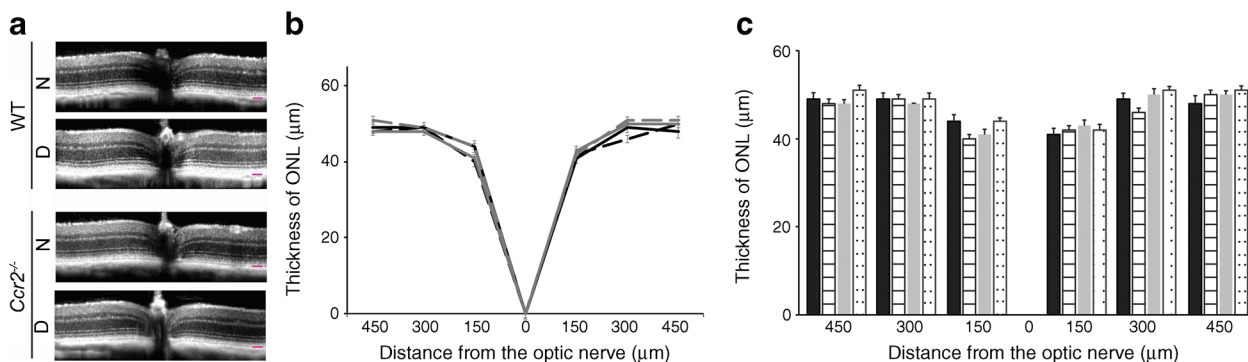 a
WT
N
D
Ccr2-/-
N
D
b
Thickness of ONL (μm)
60
40
20
0
450 300 150 0 150 300 450
Distance from the optic nerve (μm)
c
Thickness of ONL (μm)
60
40
20
0
450 300 150 0 150 300 450
Distance from the optic nerve (μm)